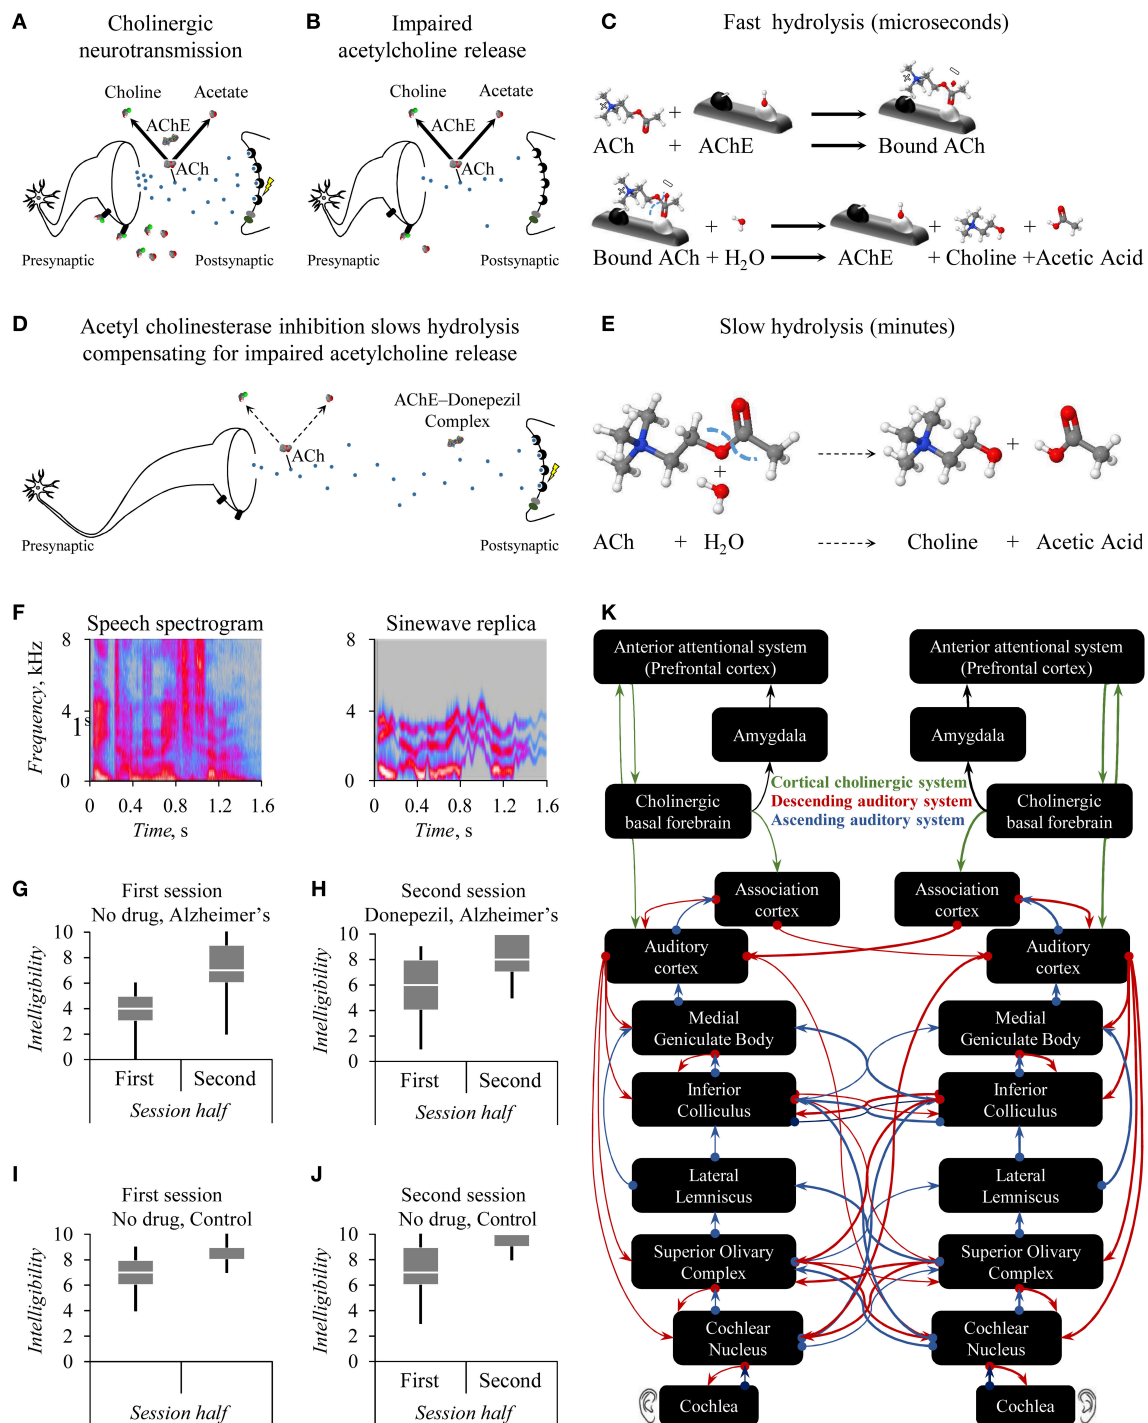 A
Cholinergic
neurotransmission
Choline
Acetate
AChE
ACh
Presynaptic
Postsynaptic
B
Impaired
acetylcholine release
Choline
Acetate
AChE
ACh
Presynaptic
Postsynaptic
C
Fast hydrolysis (microseconds)
+
ACh + AChE Bound ACh
+ + +
Bound ACh + H2O AChE + Choline +Acetic Acid
D
Acetyl cholinesterase inhibition slows hydrolysis
compensating for impaired acetylcholine release
AChE–Donepezil
Complex
ACh
Presynaptic
Postsynaptic
E
Slow hydrolysis (minutes)
+ +
ACh + H2O Choline + Acetic Acid
F
Speech spectrogram
8
4
1s
0
Frequency, kHz
0 0.4 0.8 1.2 1.6
Time, s
Sinewave replica
8
4
0
0 0.4 0.8 1.2 1.6
Time, s
G
First session
No drug, Alzheimer's
10
8
6
4
2
0
Intelligibility
First Second
Session half
H
Second session
Donepezil, Alzheimer's
10
8
6
4
2
0
Intelligibility
First Second
Session half
I
First session
No drug, Control
10
8
6
4
2
0
Intelligibility
Session half
J
Second session
No drug, Control
10
8
6
4
2
0
Intelligibility
First Second
Session half
K
Anterior attentional system
(Prefrontal cortex)
Anterior attentional system
(Prefrontal cortex)
Amygdala
Amygdala
Cortical cholinergic system
Descending auditory system
Ascending auditory system
Cholinergic
basal forebrain
Cholinergic
basal forebrain
Association
cortex
Association
cortex
Auditory
cortex
Auditory
cortex
Medial
Geniculate Body
Medial
Geniculate Body
Inferior
Colliculus
Inferior
Colliculus
Lateral
Lemniscus
Lateral
Lemniscus
Superior Olivary
Complex
Superior Olivary
Complex
Cochlear
Nucleus
Cochlear
Nucleus
Cochlea
Cochlea